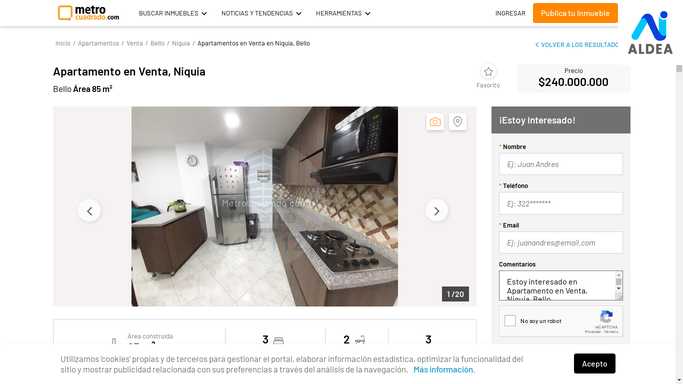 metro
cuadrado.com
BUSCAR INMUEBLES
NOTICIAS Y TENDENCIAS
HERRAMIENTAS
INGRESAR
Publica tu Inmueble
ALDEA
Inicio / Apartamentos / Venta / Bello / Niquia / Apartamentos en Venta en Niquia, Bello
VOLVER A LOS RESULTADO
Apartamento en Venta, Niquia
Bello Área 85 m²
Favorito
Precio
$240.000.000
1 / 20
¡Estoy Interesado!
* Nombre
Ej: Juan Andres
* Teléfono
Ej: 322*******
* Email
Ej: juanandres@email.com
Comentarios
Estoy interesado en
Apartamento en Venta,
Niquia, Bello
No soy un robot
reCAPTCHA
Privacidad - Términos
Área construida
3
2
3
Utilizamos 'cookies' propias y de terceros para gestionar el portal, elaborar información estadística, optimizar la funcionalidad del
sitio y mostrar publicidad relacionada con sus preferencias a través del análisis de la navegación. Más información.
Acepto